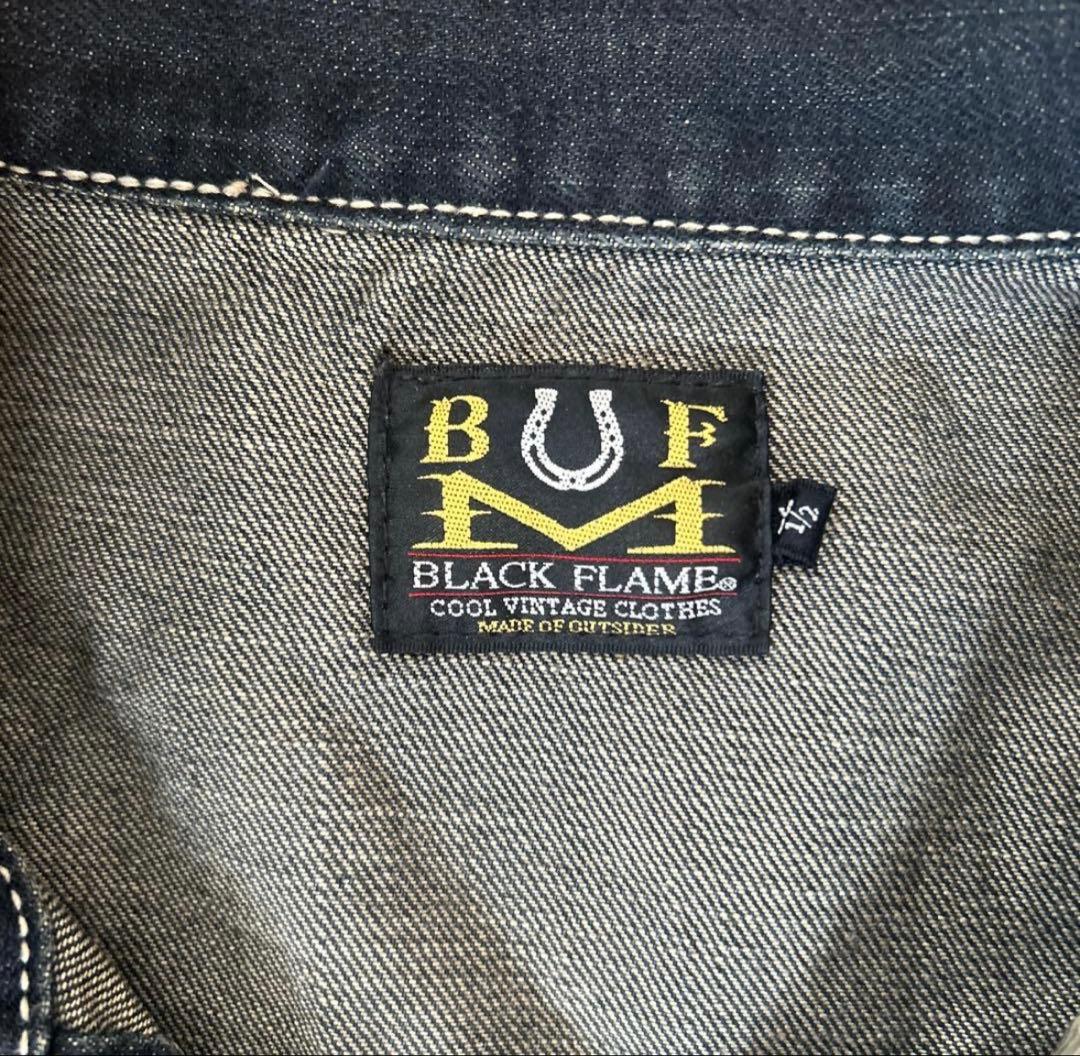 B F
M
BLACK FLAME®
COOL VINTAGE CLOTHES
MADE OF OUTSIDER